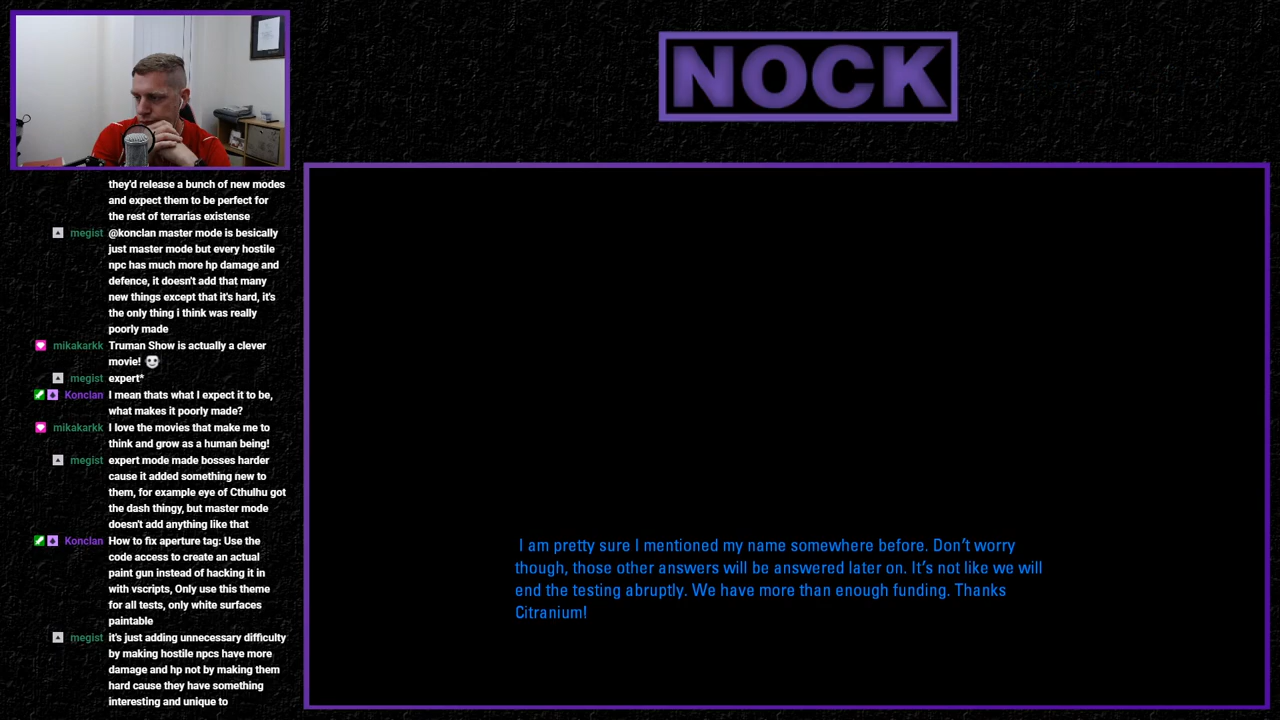 NOCK
they'd release a bunch of new modes
and expect them to be perfect for
the rest of terrarias existense
megist @konclan master mode is besically
just master mode but every hostile
npc has much more hp damage and
defence, it doesn't add that many
new things except that it's hard, it's
the only thing i think was really
poorly made
mikakarkk Truman Show is actually a clever
movie!
megist expert*
Konclan I mean thats what I expect it to be,
what makes it poorly made?
mikakarkk I love the movies that make me to
think and grow as a human being!
megist expert mode made bosses harder
cause it added something new to
them, for example eye of Cthulhu got
the dash thingy, but master mode
doesn't add anything like that
Konclan How to fix aperture tag: Use the
code access to create an actual
paint gun instead of hacking it in
with vscripts, Only use this theme
for all tests, only white surfaces
paintable
megist it's just adding unnecessary difficulty
by making hostile npcs have more
damage and hp not by making them
hard cause they have something
interesting and unique to
I am pretty sure I mentioned my name somewhere before. Don't worry
though, those other answers will be answered later on. It's not like we will
end the testing abruptly. We have more than enough funding. Thanks
Citranium!